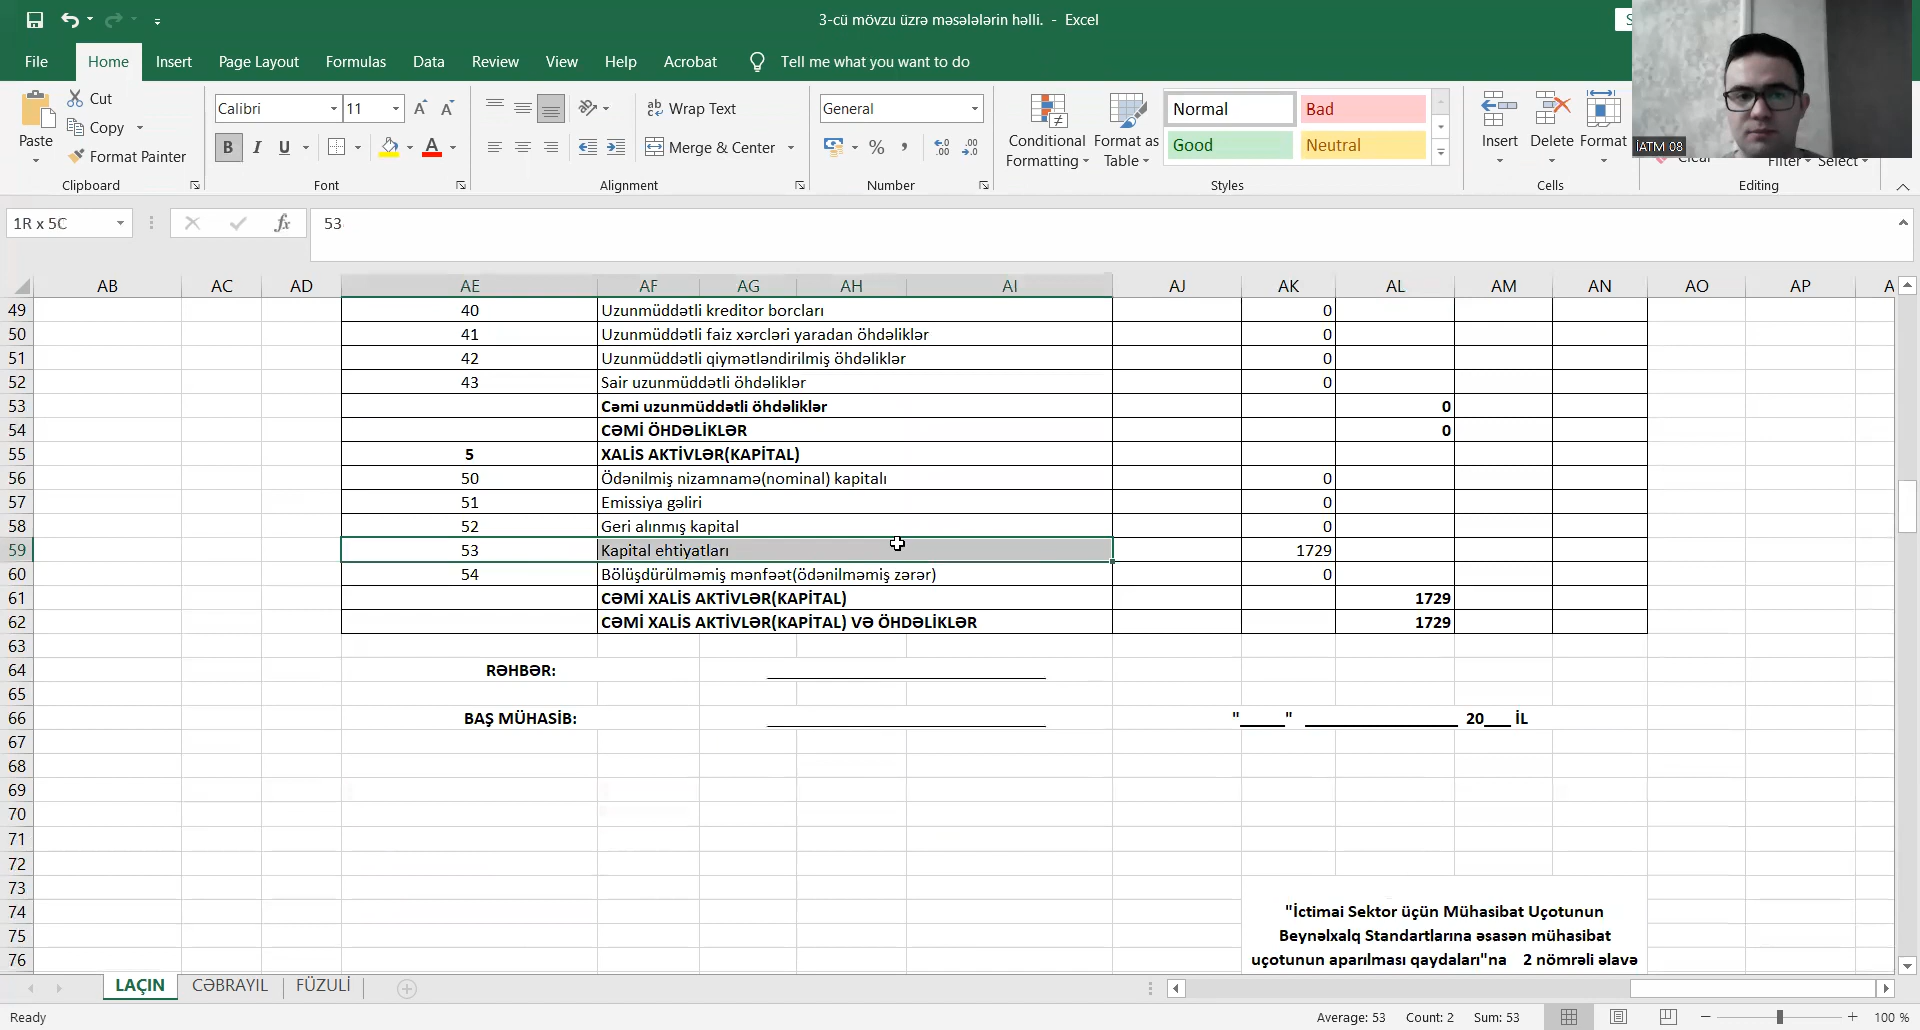 3-cü mövzu üzrə məsələlərin həlli. - Excel
File Home Insert Page Layout Formulas Data Review View Help Acrobat Tell me what you want to do
Paste
Cut
Copy
Format Painter
Clipboard
Calibri 11
B I U
Font
Wrap Text
Merge & Center
Alignment
General
Number
Conditional Formatting
Format as Table
Normal Bad
Good Neutral
Styles
Insert Delete Format
Cells
Clear
Filter Select
Editing
İATM 08
1R x 5C 53
AB AC AD AE AF AG AH AI AJ AK AL AM AN AO AP A
49 40 Uzunmüddətli kreditor borcları 0
50 41 Uzunmüddətli faiz xərcləri yaradan öhdəliklər 0
51 42 Uzunmüddətli qiymətləndirilmiş öhdəliklər 0
52 43 Sair uzunmüddətli öhdəliklər 0
53 Cəmi uzunmüddətli öhdəliklər 0
54 CƏMİ ÖHDƏLİKLƏR 0
55 5 XALİS AKTİVLƏR(KAPİTAL)
56 50 Ödənilmiş nizamnamə(nominal) kapitalı 0
57 51 Emissiya gəliri 0
58 52 Geri alınmış kapital 0
59 53 Kapital ehtiyatları 1729
60 54 Bölüşdürülməmiş mənfəət(ödənilməmiş zərər) 0
61 CƏMİ XALİS AKTİVLƏR(KAPİTAL) 1729
62 CƏMİ XALİS AKTİVLƏR(KAPİTAL) VƏ ÖHDƏLİKLƏR 1729
63
64 RƏHBƏR: ____________________
65
66 BAŞ MÜHASİB: ____________________ "_____" ________________ 20___ İL
67
68
69
70
71
72
73
74 "İctimai Sektor üçün Mühasibat Uçotunun
75 Beynəlxalq Standartlarına əsasən mühasibat
76 uçotunun aparılması qaydaları"na 2 nömrəli əlavə
LAÇIN CƏBRAYIL FÜZULİ
Ready Average: 53 Count: 2 Sum: 53 100 %